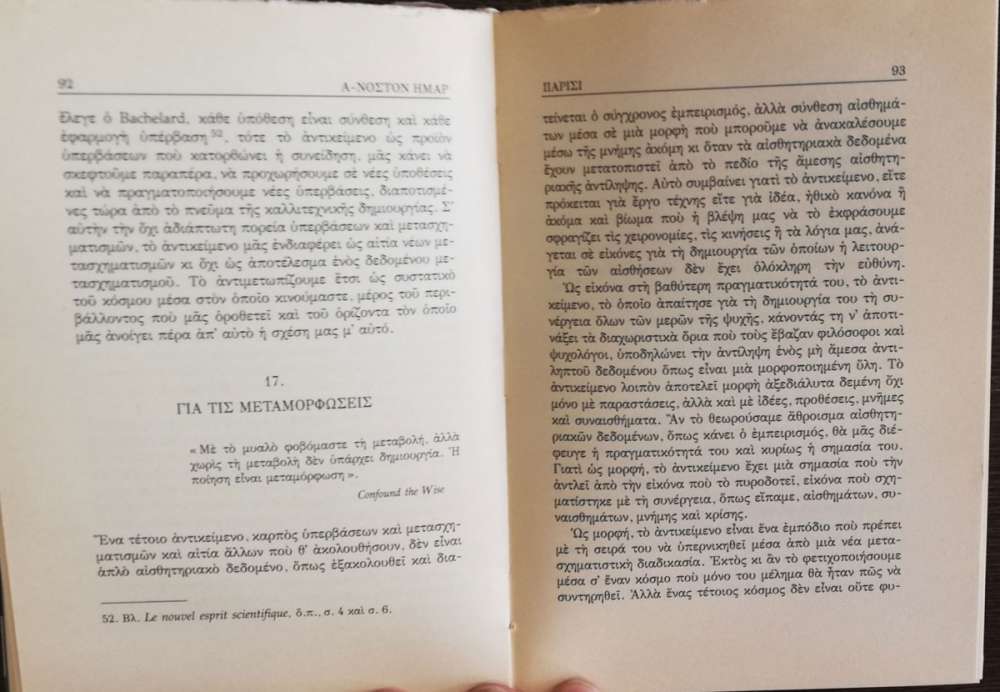 92
Α-ΝΟΣΤΟΝ ΗΜΑΡ
ἔλεγε ὁ Bachelard, κάθε ὑπόθεση εἶναι σύνθεση καὶ κάθε
ἐφαρμογὴ ὑπέρβαση 52, τότε τὸ ἀντικείμενο ὡς προϊὸν
ὑπερβάσεων ποὺ κατορθώνει ἡ συνείδηση, μᾶς κάνει νὰ
σκεφτοῦμε παραπέρα, νὰ προχωρήσουμε σὲ νέες ὑποθέσεις
καὶ νὰ πραγματοποιήσουμε νέες ὑπερβάσεις, διαποτισμέ-
νες τώρα ἀπὸ τὸ πνεῦμα τῆς καλλιτεχνικῆς δημιουργίας. Σ'
αὐτὴν τὴν ὄχι ἀδιάπτωτη πορεία ὑπερβάσεων καὶ μετασχη-
ματισμῶν, τὸ ἀντικείμενο μᾶς ἐνδιαφέρει ὡς αἰτία νέων με-
τασχηματισμῶν κι ὄχι ὡς ἀποτέλεσμα ἑνὸς δεδομένου με-
τασχηματισμοῦ. Τὸ ἀντιμετωπίζουμε ἔτσι ὡς συστατικὸ
τοῦ κόσμου μέσα στὸν ὁποῖο κινούμαστε, μέρος τοῦ περι-
βάλλοντος ποὺ μᾶς ὁροθετεῖ καὶ τοῦ ὁρίζοντα τὸν ὁποῖο
μᾶς ἀνοίγει πέρα ἀπ' αὐτὸ ἡ σχέση μας μ' αὐτό.
17.
ΓΙΑ ΤΙΣ ΜΕΤΑΜΟΡΦΩΣΕΙΣ
«Μὲ τὸ μυαλὸ φοβόμαστε τὴ μεταβολή, ἀλλὰ
χωρὶς τὴ μεταβολὴ δὲν ὑπάρχει δημιουργία. Ἡ
ποίηση εἶναι μεταμόρφωση».
Confound the Wise
Ἕνα τέτοιο ἀντικείμενο, καρπὸς ὑπερβάσεων καὶ μετασχη-
ματισμῶν καὶ αἰτία ἄλλων ποὺ θ' ἀκολουθήσουν, δὲν εἶναι
ἁπλὸ αἰσθητηριακὸ δεδομένο, ὅπως ἐξακολουθεῖ καὶ δια-
52. Βλ. Le nouvel esprit scientifique, ὅ.π., σ. 4 καὶ σ. 6.
ΠΑΡΙΣΙ
93
τείνεται ὁ σύγχρονος ἐμπειρισμός, ἀλλὰ σύνθεση αἰσθημά-
των μέσα σὲ μιὰ μορφὴ ποὺ μποροῦμε νὰ ἀνακαλέσουμε
μέσω τῆς μνήμης ἀκόμη κι ὅταν τὰ αἰσθητηριακὰ δεδομένα
ἔχουν μετατοπιστεῖ ἀπὸ τὸ πεδίο τῆς ἄμεσης αἰσθητη-
ριακῆς ἀντίληψης. Αὐτὸ συμβαίνει γιατὶ τὸ ἀντικείμενο, εἴτε
πρόκειται γιὰ ἔργο τέχνης εἴτε γιὰ ἰδέα, ἠθικὸ κανόνα ἢ
ἀκόμα καὶ βίωμα ποὺ ἡ βλέψη μας νὰ τὸ ἐκφράσουμε
σφραγίζει τὶς χειρονομίες, τὶς κινήσεις ἢ τὰ λόγια μας, ἀνά-
γεται σὲ εἰκόνες γιὰ τὴ δημιουργία τῶν ὁποίων ἡ λειτουρ-
γία τῶν αἰσθήσεων δὲν ἔχει ὁλόκληρη τὴν εὐθύνη.
Ὡς εἰκόνα στὴ βαθύτερη πραγματικότητά του, τὸ ἀντι-
κείμενο, τὸ ὁποῖο ἀπαίτησε γιὰ τὴ δημιουργία του τὴ συ-
νέργεια ὅλων τῶν μερῶν τῆς ψυχῆς, κάνοντάς τη ν' ἀποτι-
νάξει τὰ διαχωριστικὰ ὅρια ποὺ τοὺς ἔβαζαν φιλόσοφοι καὶ
ψυχολόγοι, ὑποδηλώνει τὴν ἀντίληψη ἑνὸς μὴ ἄμεσα ἀντι-
ληπτοῦ δεδομένου ὅπως εἶναι μιὰ μορφοποιημένη ὕλη. Τὸ
ἀντικείμενο λοιπὸν ἀποτελεῖ μορφὴ ἀξεδιάλυτα δεμένη ὄχι
μόνο μὲ παραστάσεις, ἀλλὰ καὶ μὲ ἰδέες, προθέσεις, μνῆμες
καὶ συναισθήματα. Ἂν τὸ θεωρούσαμε ἄθροισμα αἰσθητη-
ριακῶν δεδομένων, ὅπως κάνει ὁ ἐμπειρισμός, θὰ μᾶς διέ-
φευγε ἡ πραγματικότητά του καὶ κυρίως ἡ σημασία του.
Γιατὶ ὡς μορφή, τὸ ἀντικείμενο ἔχει μιὰ σημασία ποὺ τὴν
ἀντλεῖ ἀπὸ τὴν εἰκόνα ποὺ τὸ πυροδοτεῖ, εἰκόνα ποὺ σχη-
ματίστηκε μὲ τὴ συνέργεια, ὅπως εἴπαμε, αἰσθημάτων, συ-
ναισθημάτων, μνήμης καὶ κρίσης.
Ὡς μορφή, τὸ ἀντικείμενο εἶναι ἕνα ἐμπόδιο ποὺ πρέπει
μὲ τὴ σειρά του νὰ ὑπερνικηθεῖ μέσα ἀπὸ μιὰ νέα μετα-
σχηματιστικὴ διαδικασία. Ἐκτὸς κι ἂν τὸ φετιχοποιήσουμε
μέσα σ' ἕναν κόσμο ποὺ μόνο του μέλημα θὰ ἦταν πῶς νὰ
συντηρηθεῖ. Ἀλλὰ ἕνας τέτοιος κόσμος δὲν εἶναι οὔτε φυ-